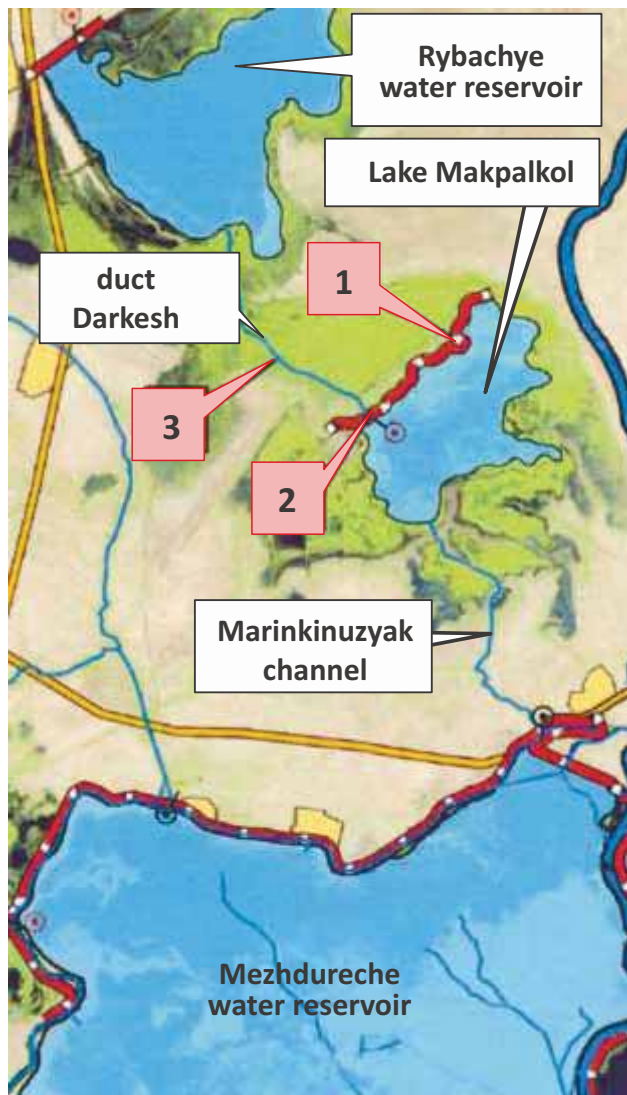 Rybachye
water reservoir
Lake Makpalkol
duct
Darkesh
1
3
2
Marinkinuzyak
channel
Mezhdureche
water reservoir